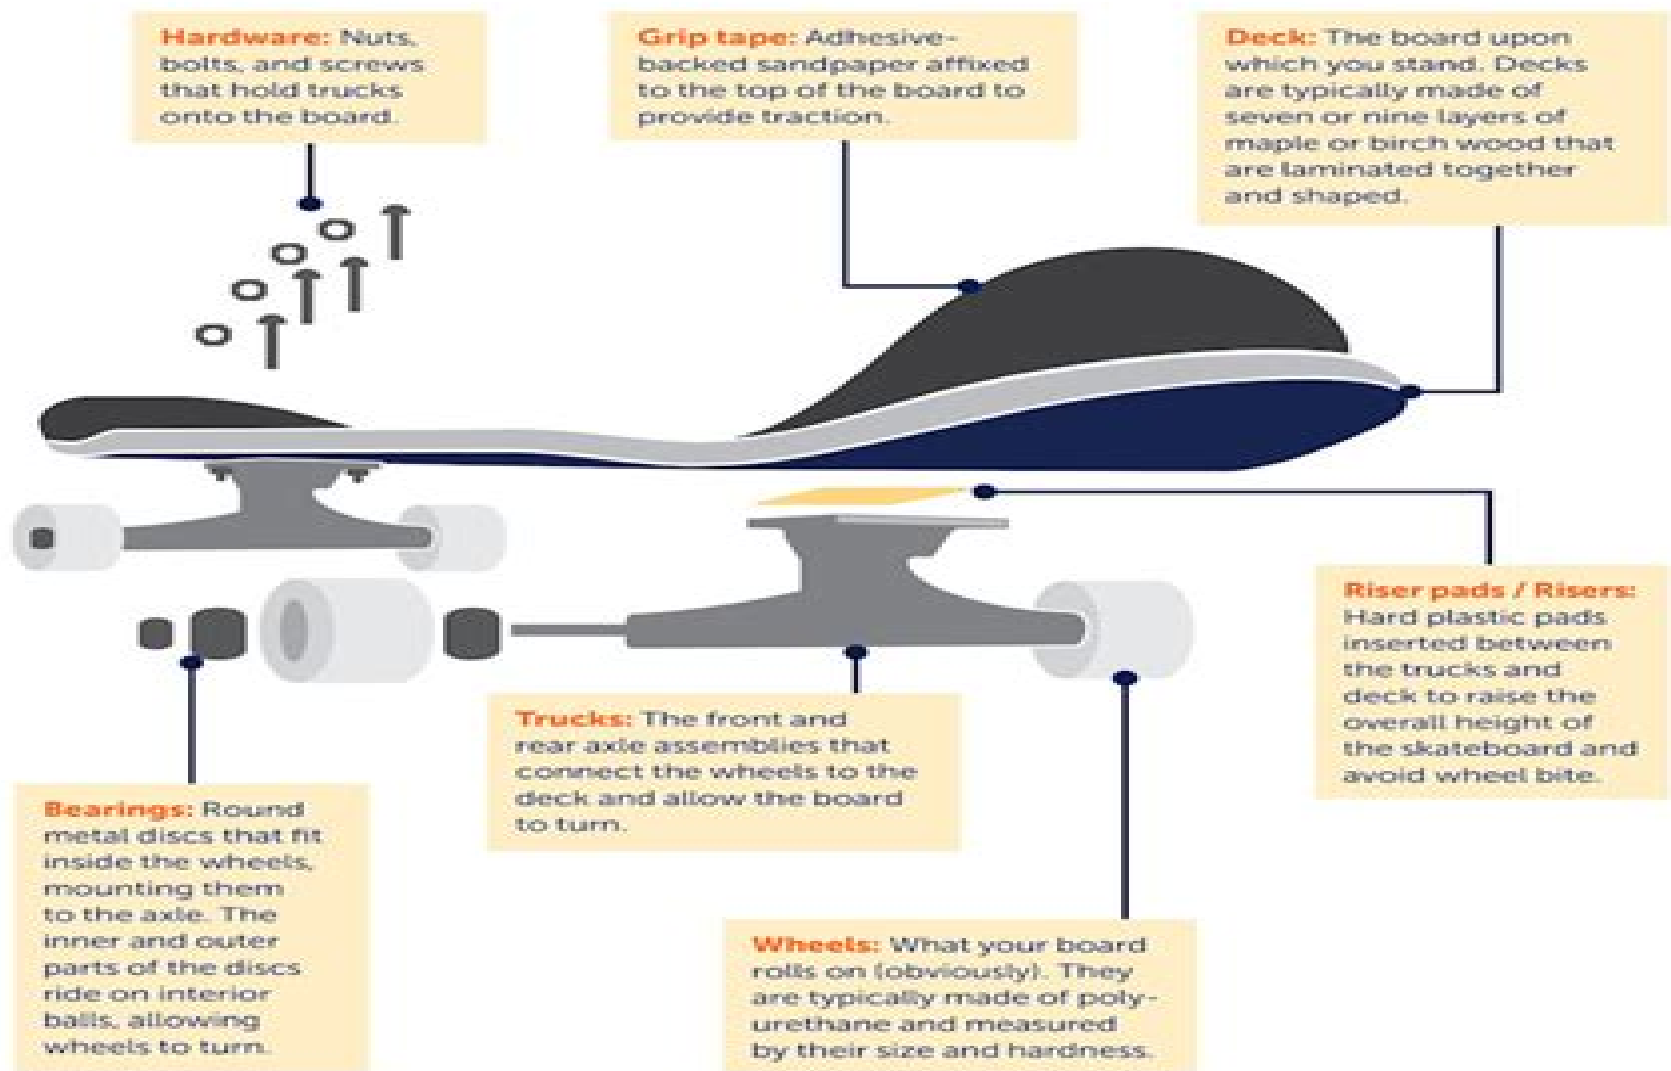 Hardware: Nuts,
bolts, and screws
that hold trucks
onto the board.
Grip tape: Adhesive-
backed sandpaper affixed
to the top of the board to
provide traction.
Deck: The board upon
which you stand. Decks
are typically made of
seven or nine layers of
maple or birch wood that
are laminated together
and shaped.
Riser pads / Risers:
Hard plastic pads
inserted between
the trucks and
deck to raise the
overall height of
the skateboard and
avoid wheel bite.
Trucks: The front and
rear axle assemblies that
connect the wheels to the
deck and allow the board
to turn.
Bearings: Round
metal discs that fit
inside the wheels,
mounting them
to the axle. The
inner and outer
parts of the discs
ride on interior
balls, allowing
wheels to turn.
Wheels: What your board
rolls on (obviously). They
are typically made of poly-
urethane and measured
by their size and hardness.